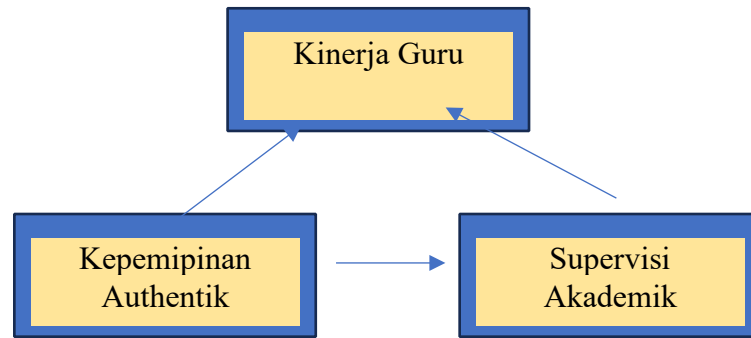 Kinerja Guru
Kepemipinan
Authentik
Supervisi
Akademik